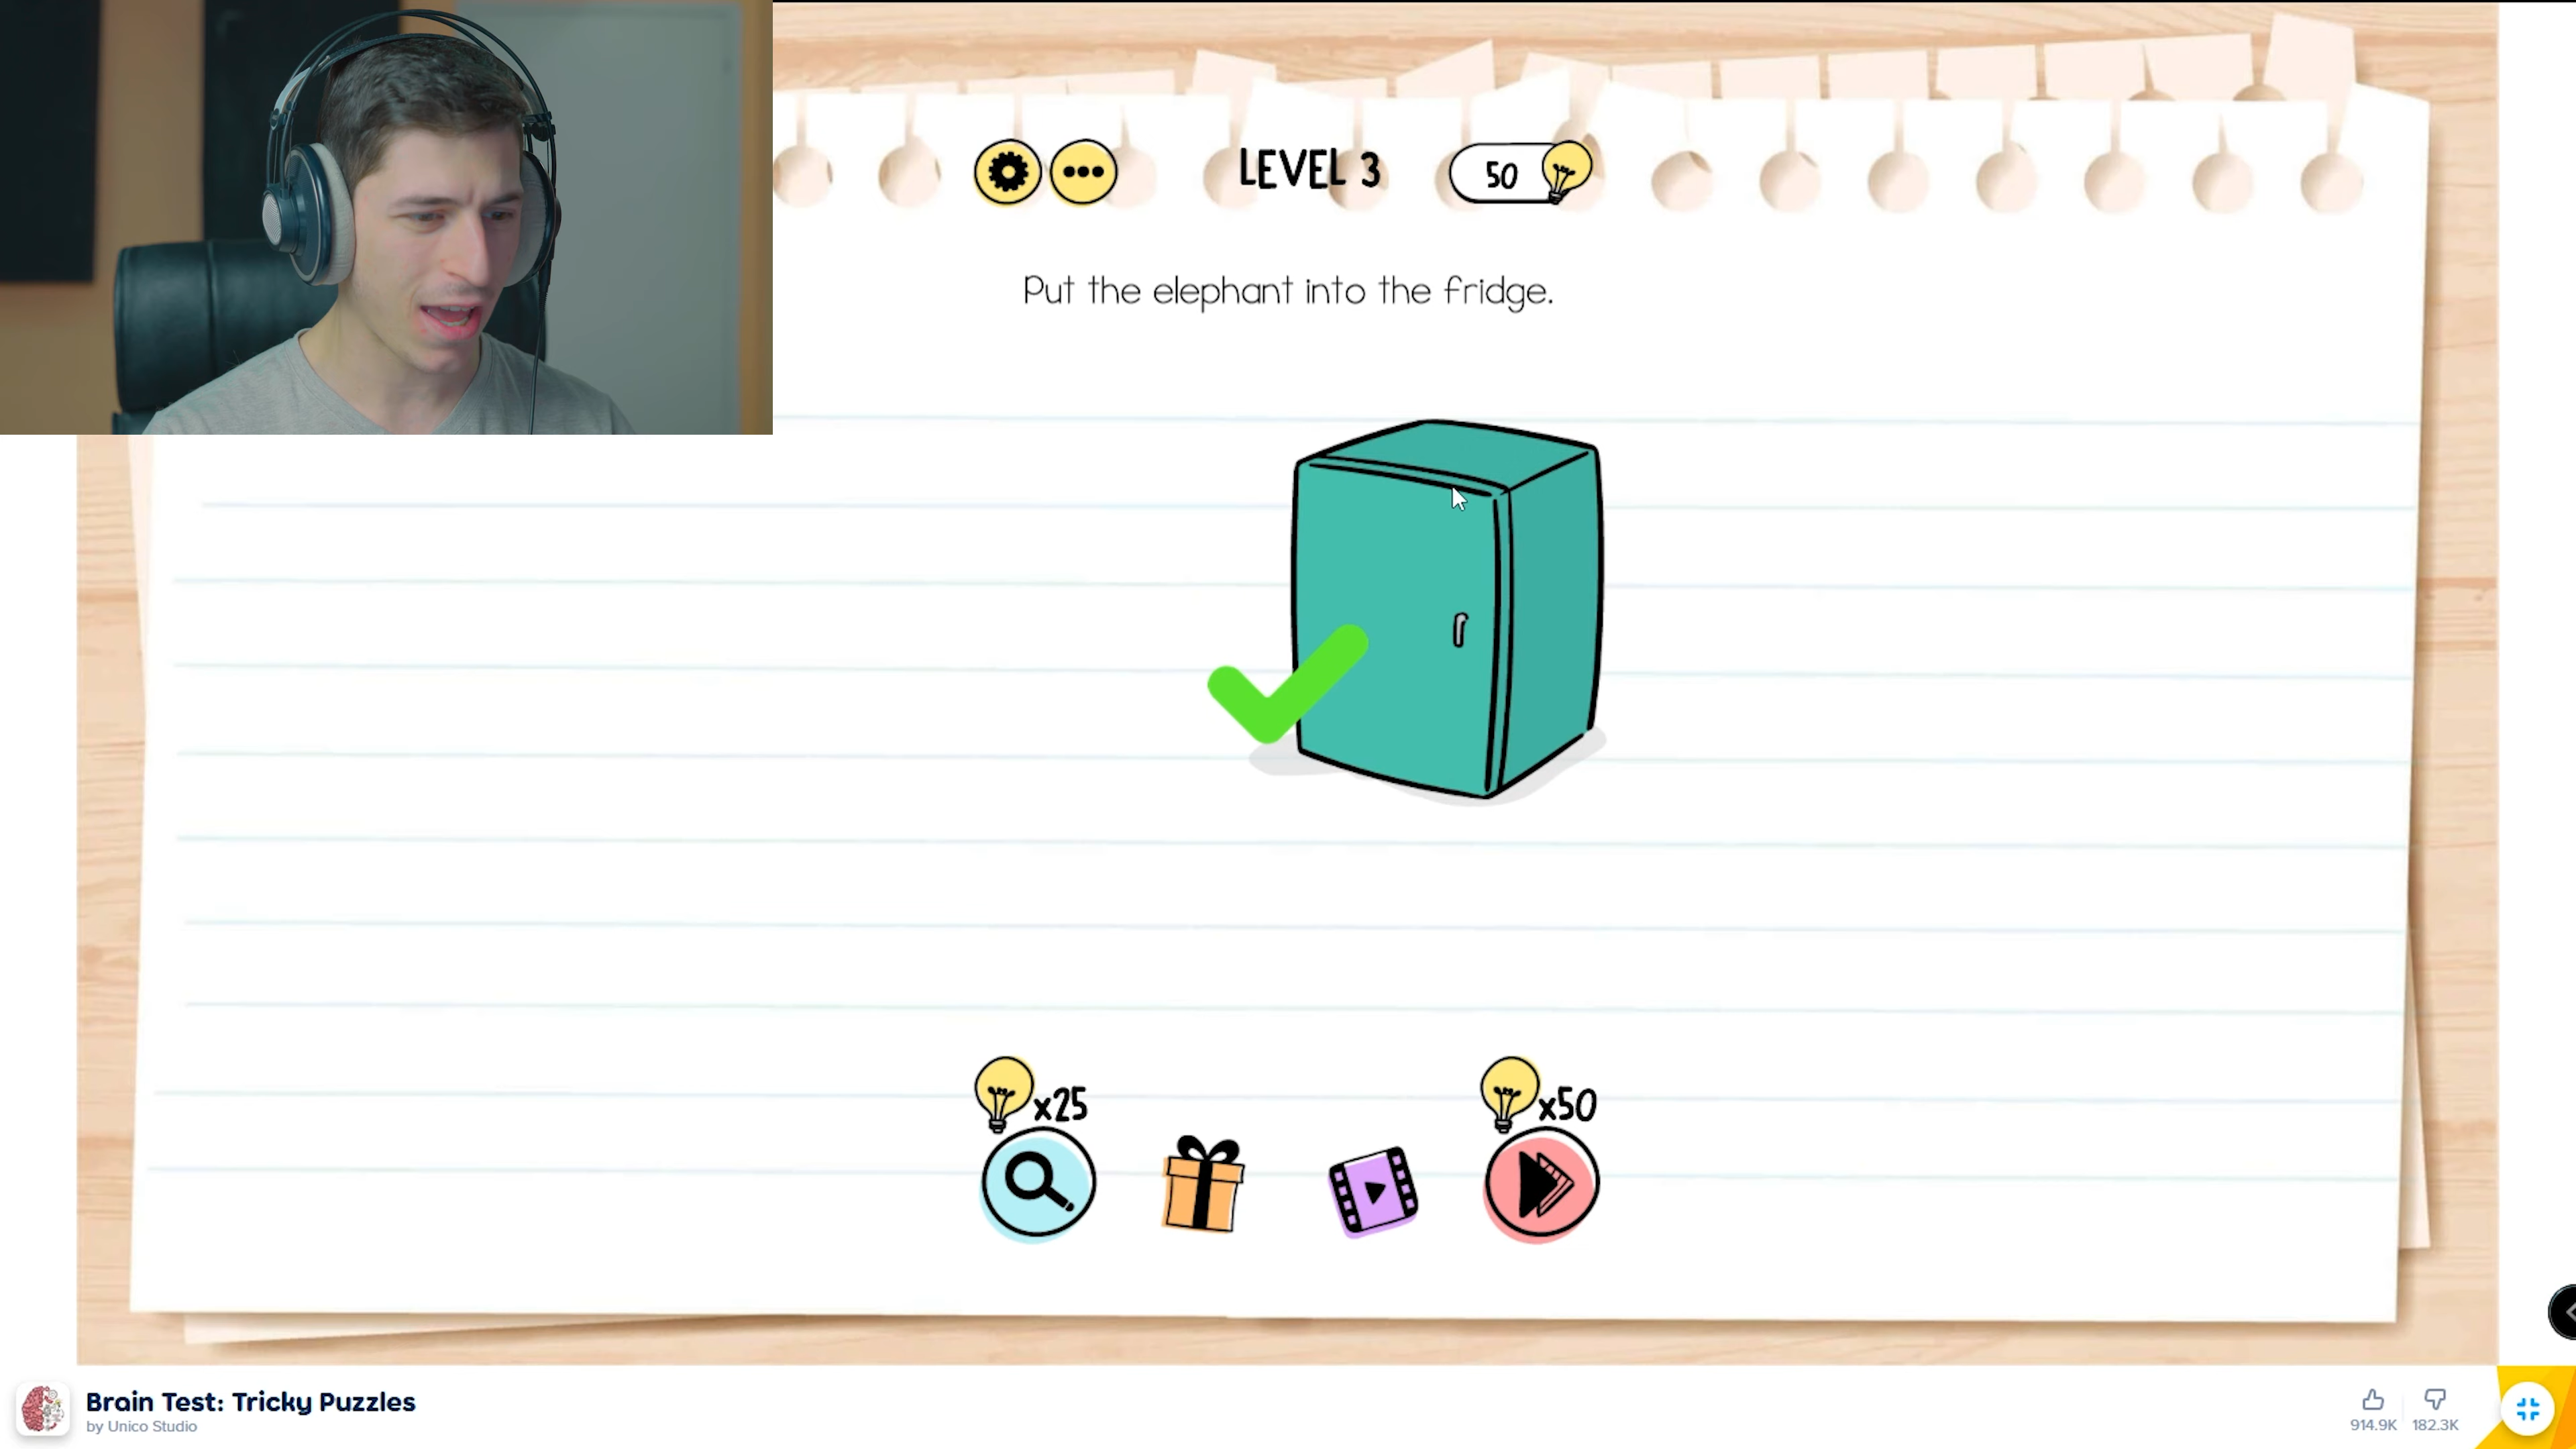 LEVEL 3
50
Put the elephant into the fridge.
x25
x50
Brain Test: Tricky Puzzles
by Unico Studio
914.9K
182.3K